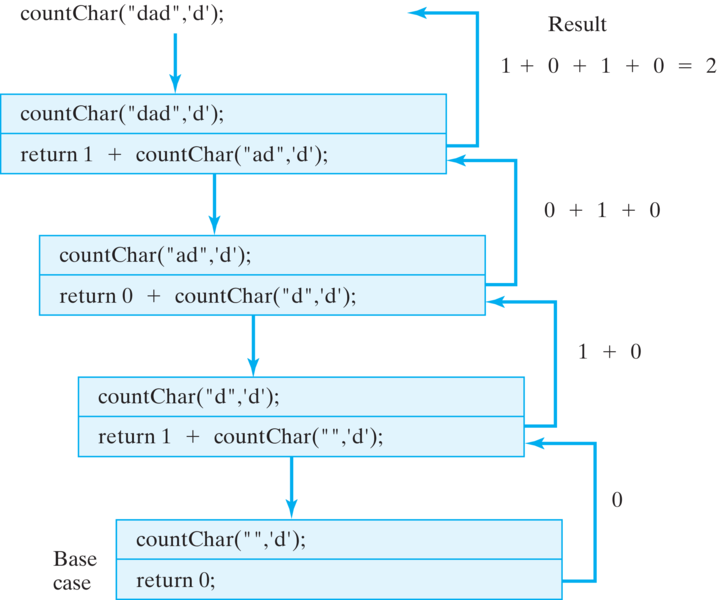 countChar("dad",'d');
Result
1 + 0 + 1 + 0 = 2
countChar("dad",'d');
return 1 + countChar("ad",'d');
0 + 1 + 0
countChar("ad",'d');
return 0 + countChar("d",'d');
1 + 0
countChar("d",'d');
return 1 + countChar("",'d');
0
countChar("",'d');
Base
case
return 0;